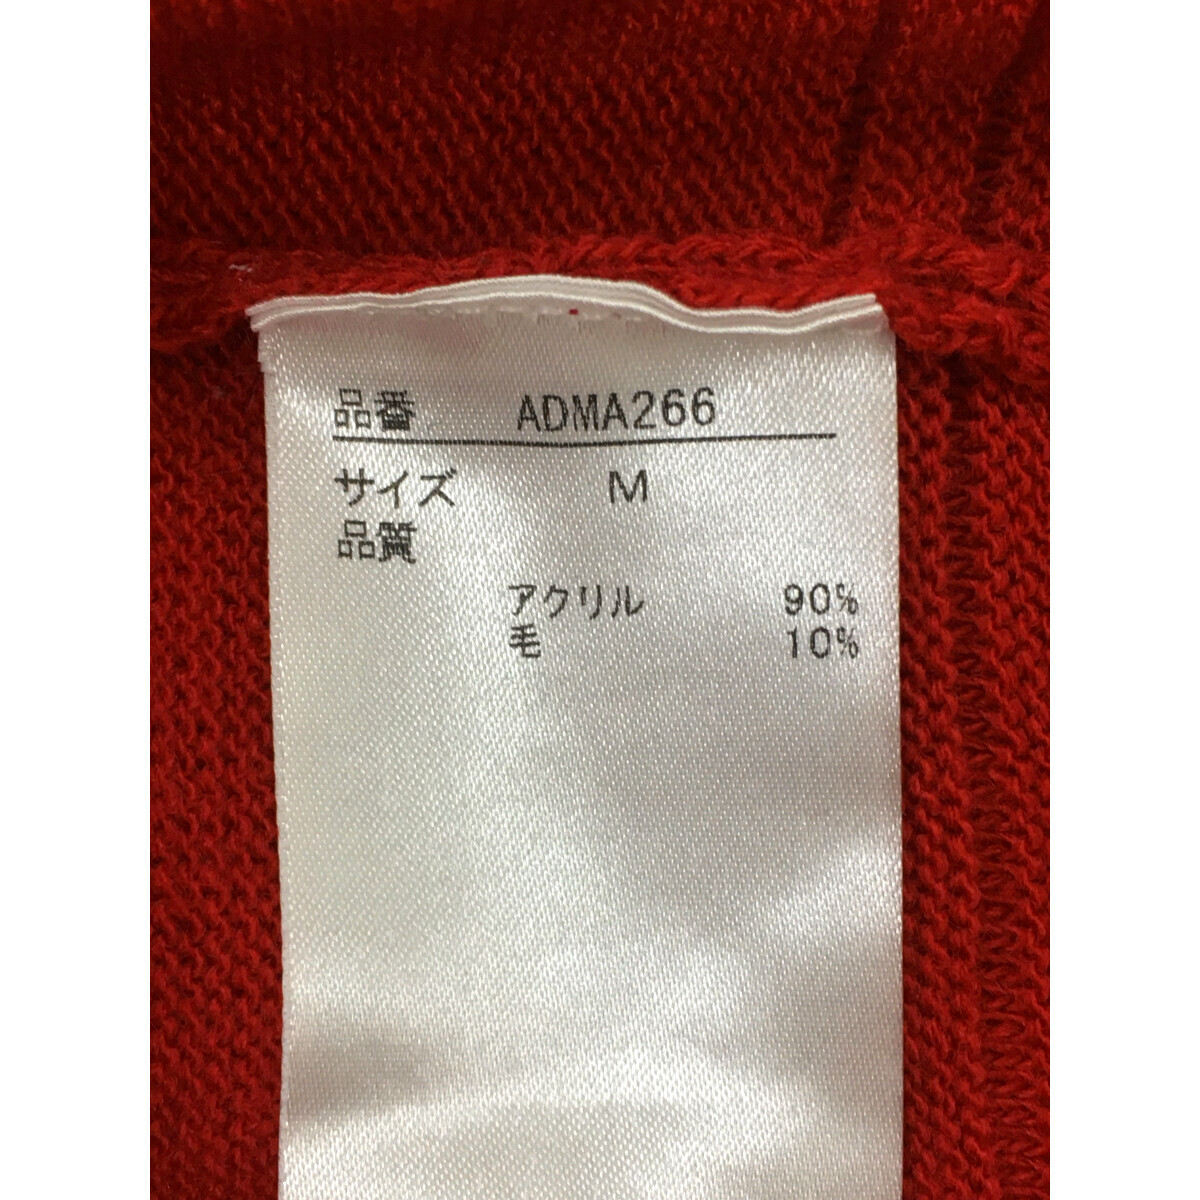 品番 ADMA266
サイズ M
品質
アクリル 90%
毛 10%